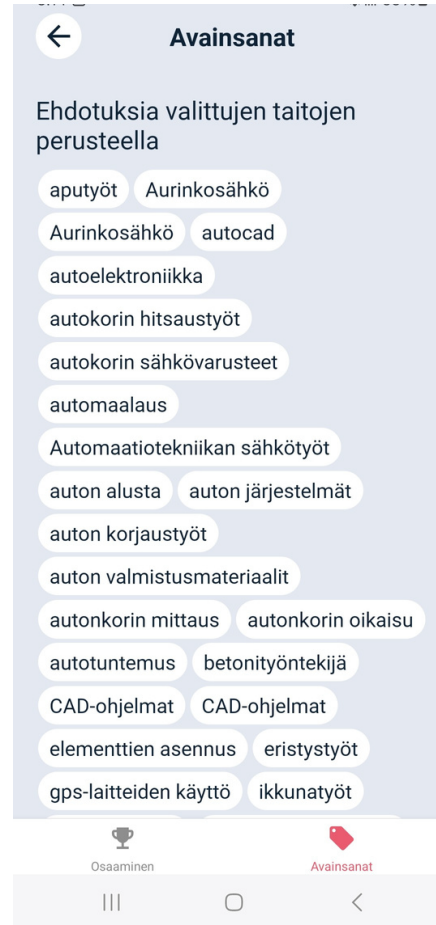 Avainsanat
Ehdotuksia valittujen taitojen
perusteella
aputyöt Aurinkosähkö
Aurinkosähkö autocad
autoelektroniikka
autokorin hitsaustyöt
autokorin sähkövarusteet
automaalaus
Automaatiotekniikan sähkötyöt
auton alusta auton järjestelmät
auton korjaustyöt
auton valmistusmateriaalit
autonkorin mittaus autonkorin oikaisu
autotuntemus betonityöntekijä
CAD-ohjelmat CAD-ohjelmat
elementtien asennus eristystyöt
gps-laitteiden käyttö ikkunatyöt
Osaaminen Avainsanat